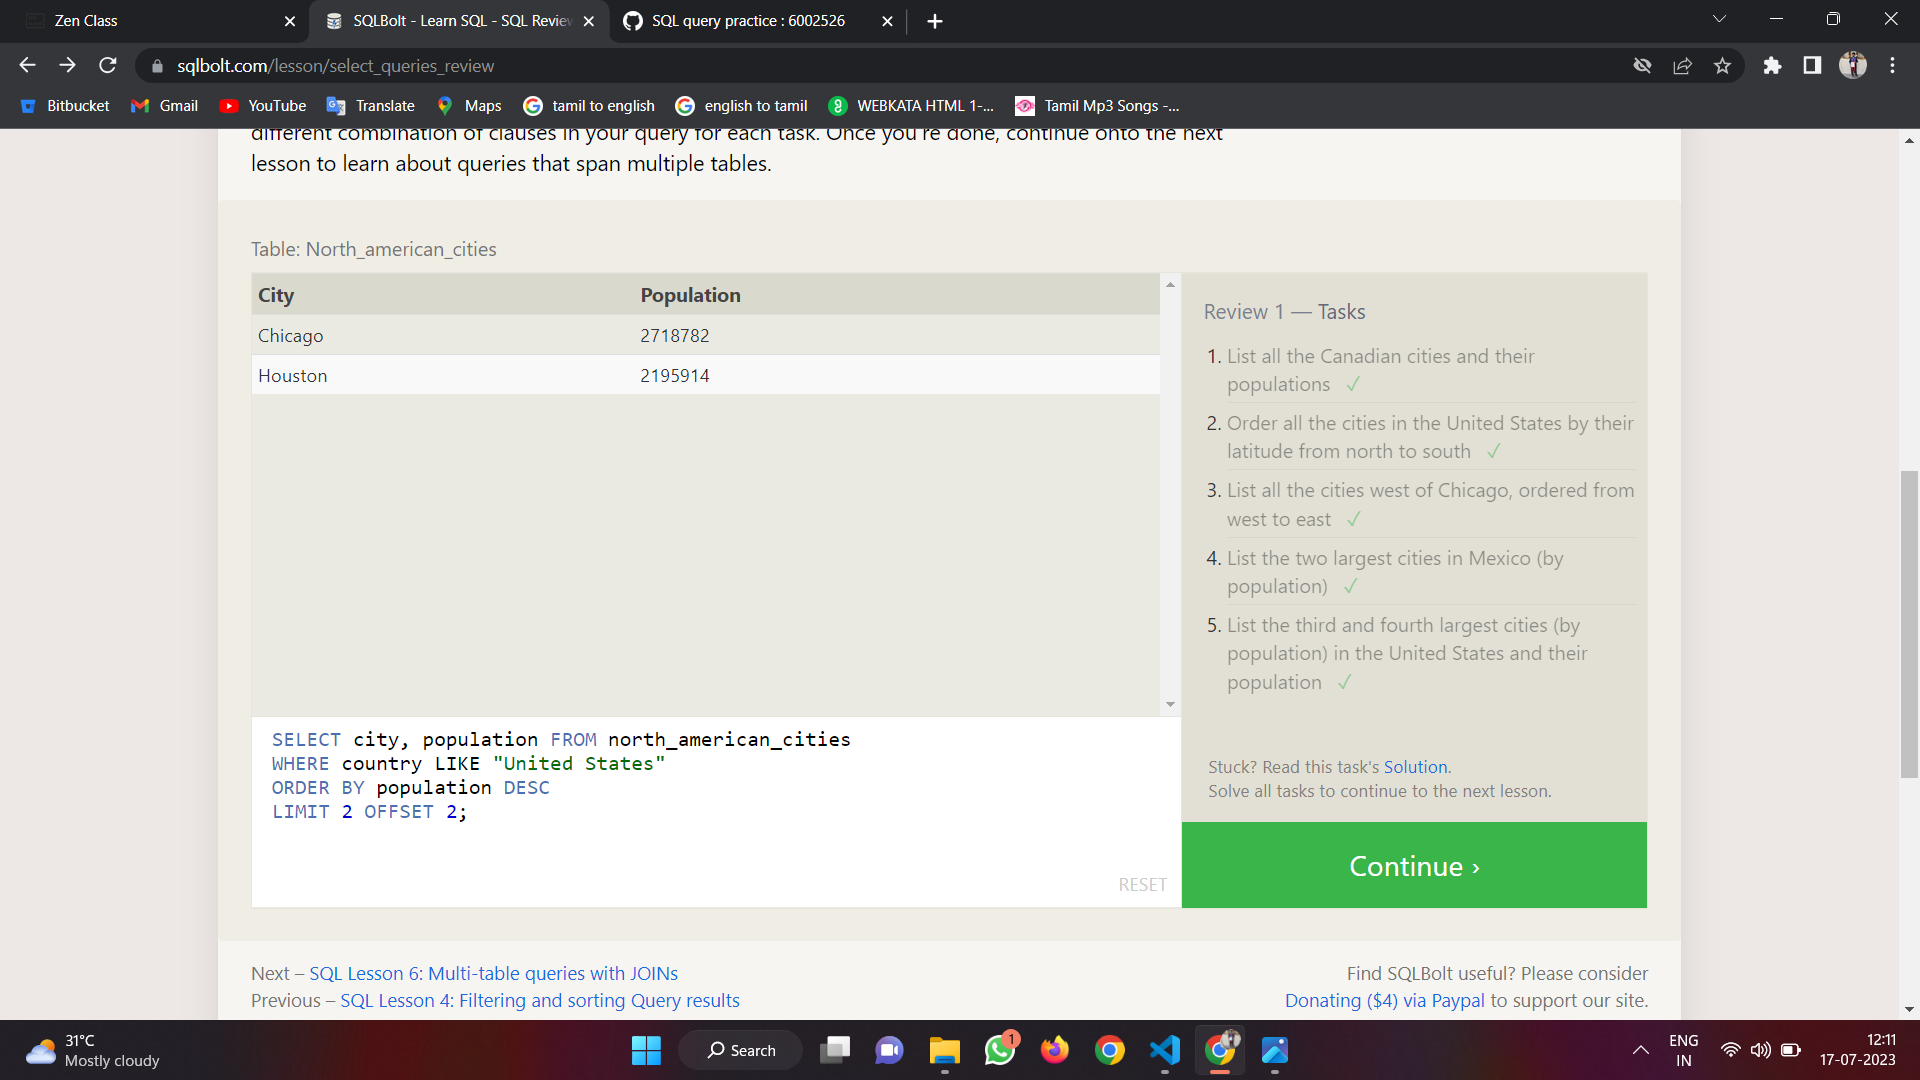 Zen Class
SQLBolt - Learn SQL - SQL Review
SQL query practice : 6002526
sqlbolt.com/lesson/select_queries_review
Bitbucket
Gmail
YouTube
Translate
Maps
tamil to english
english to tamil
WEBKATA HTML 1-...
Tamil Mp3 Songs -...
different combination of clauses in your query for each task. Once you're done, continue onto the next
lesson to learn about queries that span multiple tables.
Table: North_american_cities
City Population
Chicago 2718782
Houston 2195914
SELECT city, population FROM north_american_cities
WHERE country LIKE "United States"
ORDER BY population DESC
LIMIT 2 OFFSET 2;
RESET
Review 1 — Tasks
1. List all the Canadian cities and their
populations ✓
2. Order all the cities in the United States by their
latitude from north to south ✓
3. List all the cities west of Chicago, ordered from
west to east ✓
4. List the two largest cities in Mexico (by
population) ✓
5. List the third and fourth largest cities (by
population) in the United States and their
population ✓
Stuck? Read this task's Solution.
Solve all tasks to continue to the next lesson.
Continue ›
Next – SQL Lesson 6: Multi-table queries with JOINs
Previous – SQL Lesson 4: Filtering and sorting Query results
Find SQLBolt useful? Please consider
Donating ($4) via Paypal to support our site.
31°C
Mostly cloudy
Search
1
ENG
IN
12:11
17-07-2023